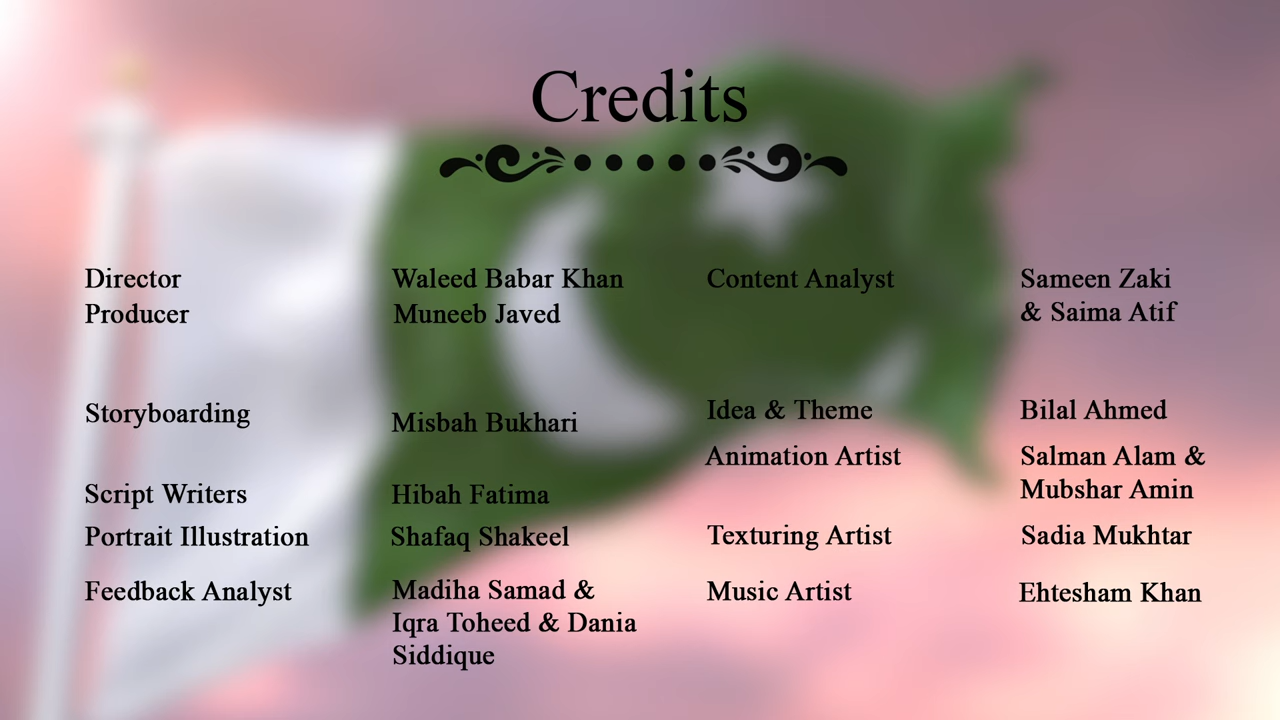 Credits
Director Waleed Babar Khan Content Analyst Sameen Zaki
Producer Muneeb Javed & Saima Atif
Storyboarding Misbah Bukhari Idea & Theme Bilal Ahmed
Animation Artist Salman Alam &
Script Writers Hibah Fatima Mubshar Amin
Portrait Illustration Shafaq Shakeel Texturing Artist Sadia Mukhtar
Feedback Analyst Madiha Samad & Music Artist Ehtesham Khan
Iqra Toheed & Dania
Siddique